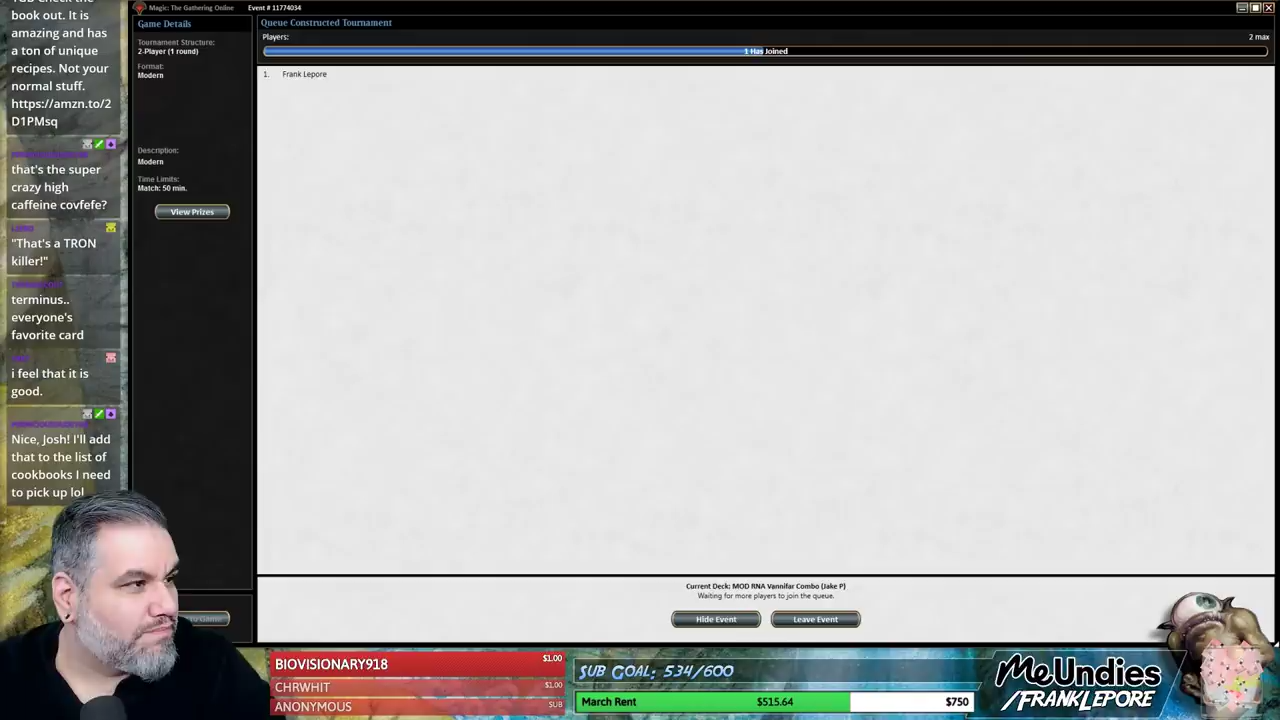 Magic: The Gathering Online Event # 11774034
book out. It is
amazing and has
a ton of unique
recipes. Not your
normal stuff.
https://amzn.to/2
D1PMsq
that's the super
crazy high
caffeine covfefe?
"That's a TRON
killer!"
terminus..
everyone's
favorite card
i feel that it is
good.
Nice, Josh! I'll add
that to the list of
cookbooks I need
to pick up lol
Game Details
Tournament Structure:
2-Player (1 round)
Format:
Modern
Description:
Modern
Time Limits:
Match: 50 min.
View Prizes
To Game
Queue Constructed Tournament
Players:
2 max
1 Has Joined
1. Frank Lepore
Current Deck: MOD RNA Vannifar Combo (Jake P)
Waiting for more players to join the queue.
Hide Event
Leave Event
BIOVISIONARY918 $1.00
CHRWHIT $1.00
ANONYMOUS SUB
SUB GOAL: 534/600
March Rent $515.64 $750
MeUndies
/FRANKLEPORE